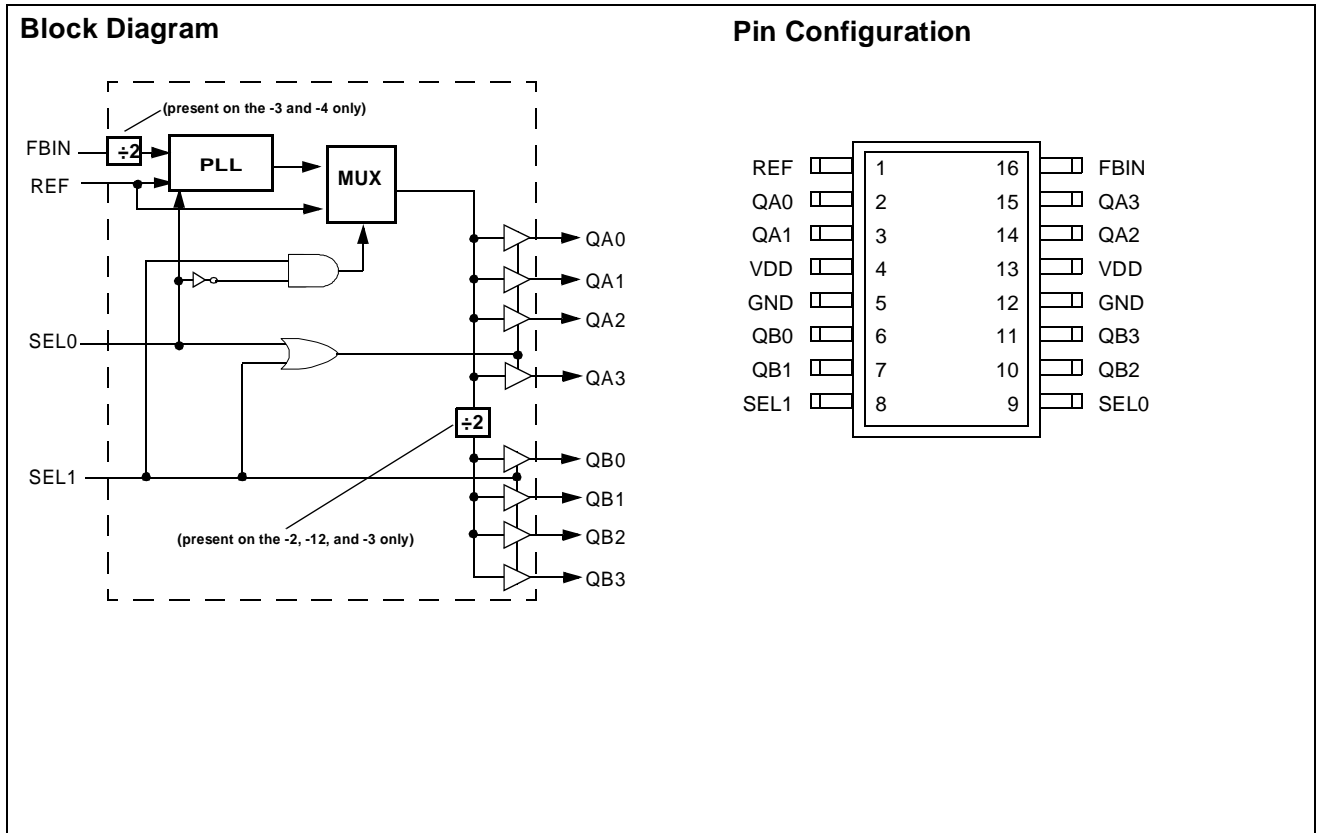 Block Diagram
(present on the -3 and -4 only)
FBIN
÷2
PLL
MUX
REF
QA0
QA1
QA2
SEL0
QA3
÷2
QB0
SEL1
QB1
(present on the -2, -12, and -3 only)
QB2
QB3
Pin Configuration
REF 1 16 FBIN
QA0 2 15 QA3
QA1 3 14 QA2
VDD 4 13 VDD
GND 5 12 GND
QB0 6 11 QB3
QB1 7 10 QB2
SEL1 8 9 SEL0